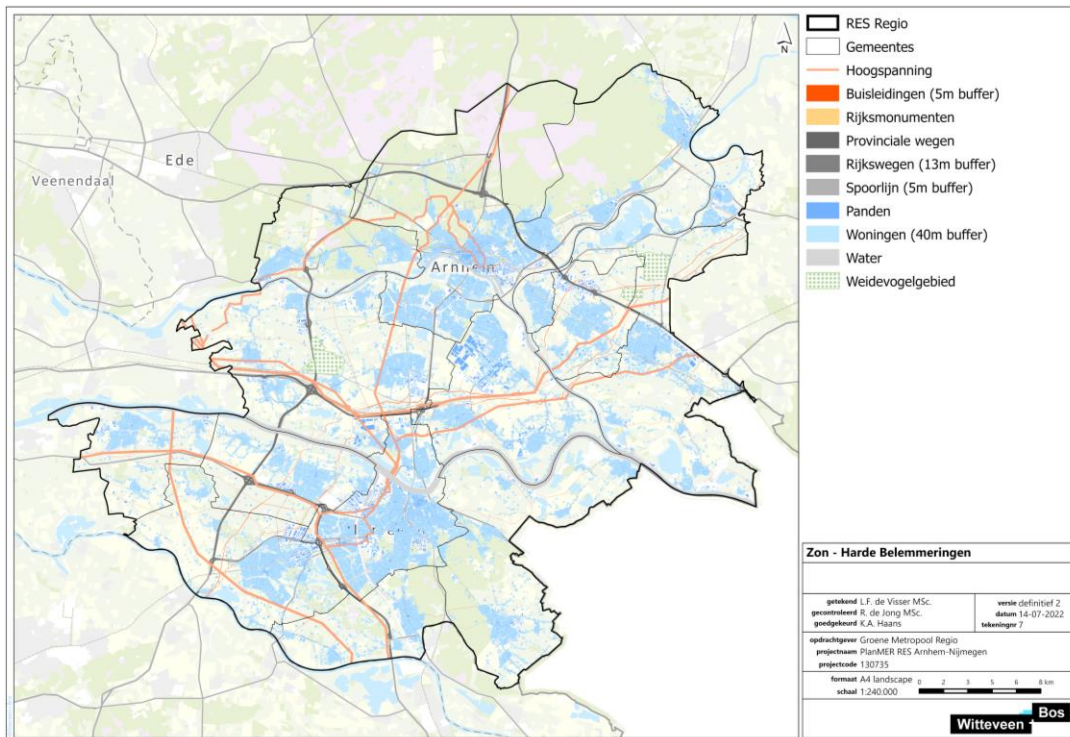 Ede
Veenendaal
Arnhem
N
RES Regio
Gemeentes
Hoogspanning
Buisleidingen (5m buffer)
Rijksmonumenten
Provinciale wegen
Rijkswegen (13m buffer)
Spoorlijn (5m buffer)
Panden
Woningen (40m buffer)
Water
Weidevogelgebied
Zon - Harde Belemmeringen
getekend L.F. de Visser MSc.
gecontroleerd R. de Jong MSc.
goedgekeurd K.A. Haans
versie definitief 2
datum 14-07-2022
tekeningnr 7
opdrachtgever Groene Metropool Regio
projectnaam PlanMER RES Arnhem-Nijmegen
projectcode 130735
formaat A4 landscape
schaal 1:240.000
0 2 3 5 6 8 km
Witteveen + Bos